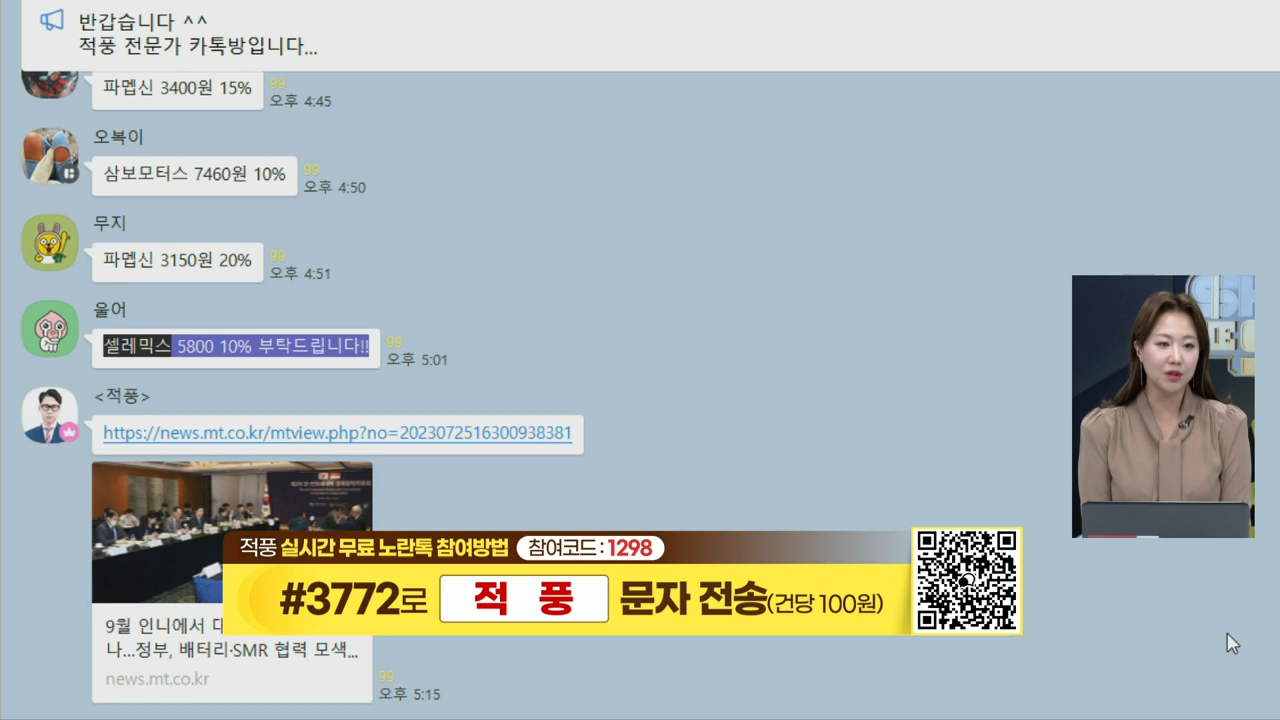 반갑습니다 ^^
적풍 전문가 카톡방입니다...
파멥신 3400원 15%
99
오후 4:45
오복이
삼보모터스 7460원 10%
99
오후 4:50
무지
파멥신 3150원 20%
99
오후 4:51
울어
셀레믹스 5800 10% 부탁드립니다!!
99
오후 5:01
<적풍>
https://news.mt.co.kr/mtview.php?no=2023072516300938381
적풍 실시간 무료 노란톡 참여방법 참여코드 : 1298
#3772로 적 풍 문자 전송(건당 100원)
9월 인니에서 
나...정부, 배터리·SMR 협력 모색...
news.mt.co.kr
99
오후 5:15